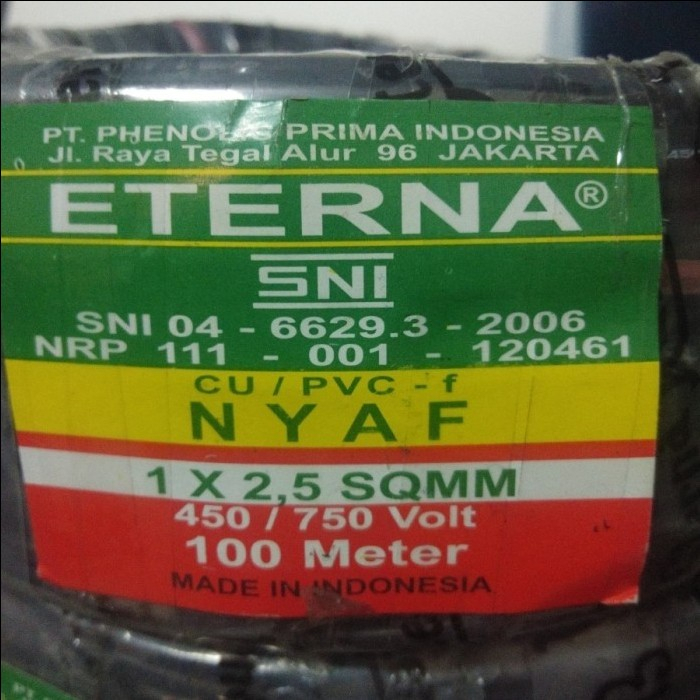 PT. PRIMA INDONESIA
Jl. Raya Tegal Alur 96 JAKARTA
ETERNA®
SNI
SNI 04 - 6629.3 - 2006
NRP 111 - 001 - 120461
CU / PVC - f
NYAF
1 X 2,5 SQMM
450 / 750 Volt
100 Meter
MADE IN INDONESIA